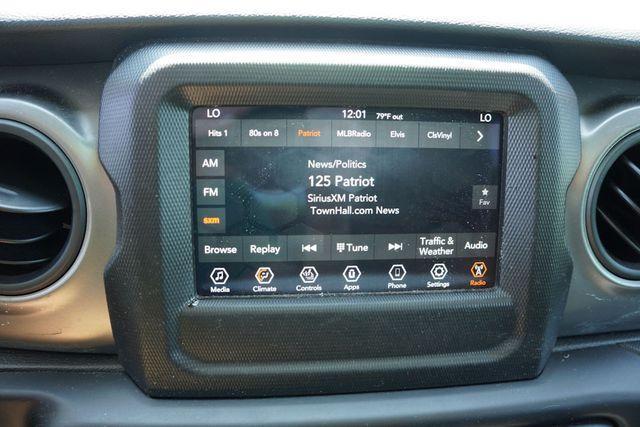 LO 12:01 79°F out LO
Hits 1 80s on 8 Patriot MLBRadio Elvis ClsVinyl
AM
FM
sxm
News/Politics
125 Patriot
SiriusXM Patriot
TownHall.com News
Fav
Browse Replay Tune Traffic & Weather Audio
Media Climate Controls Apps Phone Settings Radio